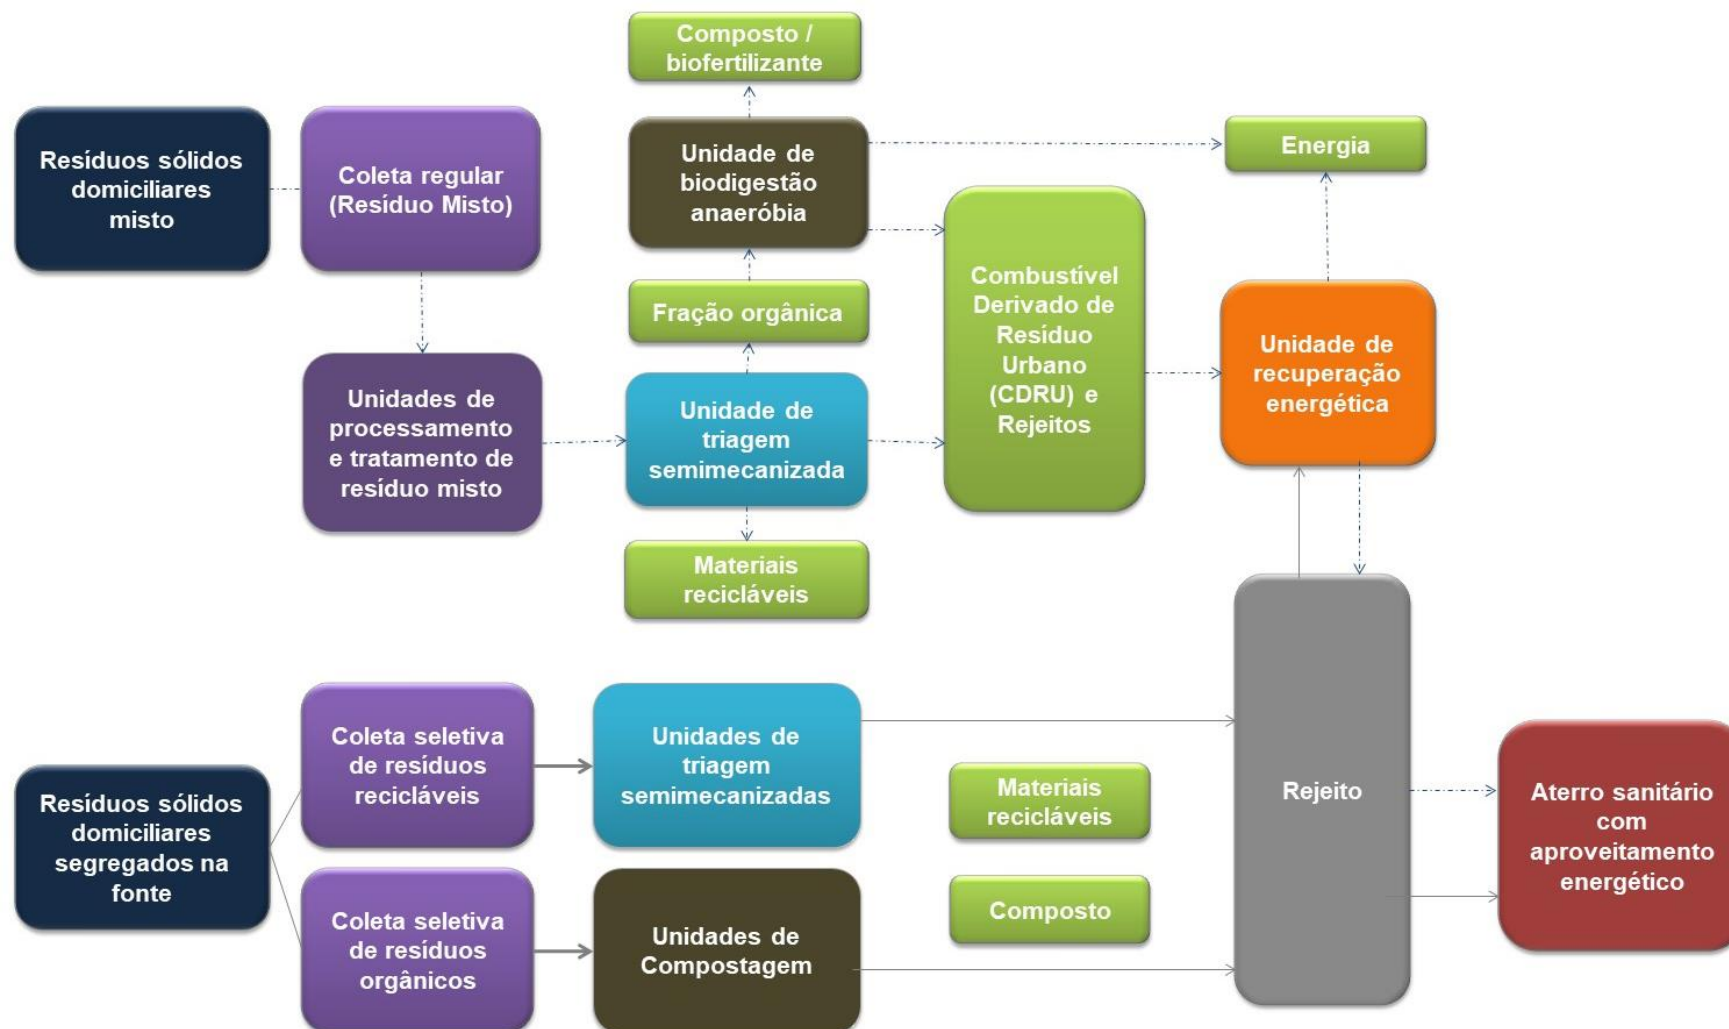 Composto /
biofertilizante
Resíduos sólidos
domiciliares
misto
Coleta regular
(Resíduo Misto)
Unidade de
biodigestão
anaeróbia
Energia
Fração orgânica
Combustível
Derivado de
Resíduo
Urbano
(CDRU) e
Rejeitos
Unidade de
recuperação
energética
Unidades de
processamento
e tratamento de
resíduo misto
Unidade de
triagem
semimecanizada
Materiais
recicláveis
Resíduos sólidos
domiciliares
segregados na
fonte
Coleta seletiva
de resíduos
recicláveis
Unidades de
triagem
semimecanizadas
Materiais
recicláveis
Rejeito
Aterro sanitário
com
aproveitamento
energético
Coleta seletiva
de resíduos
orgânicos
Unidades de
Compostagem
Composto